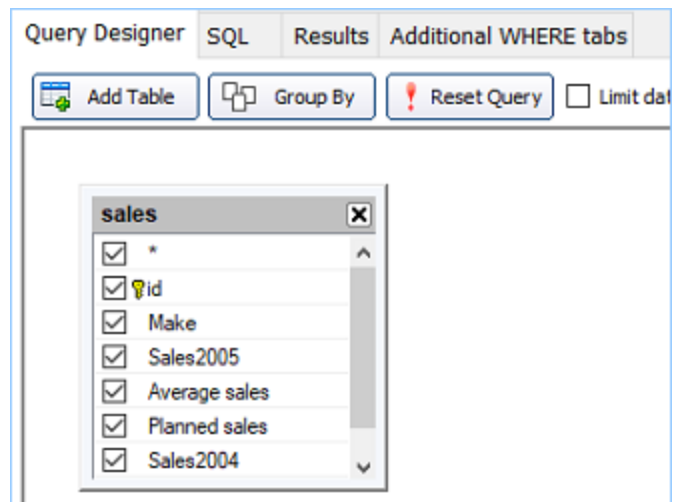 Query Designer SQL Results Additional WHERE tabs
Add Table Group By Reset Query Limit dat
sales
*
id
Make
Sales2005
Average sales
Planned sales
Sales2004